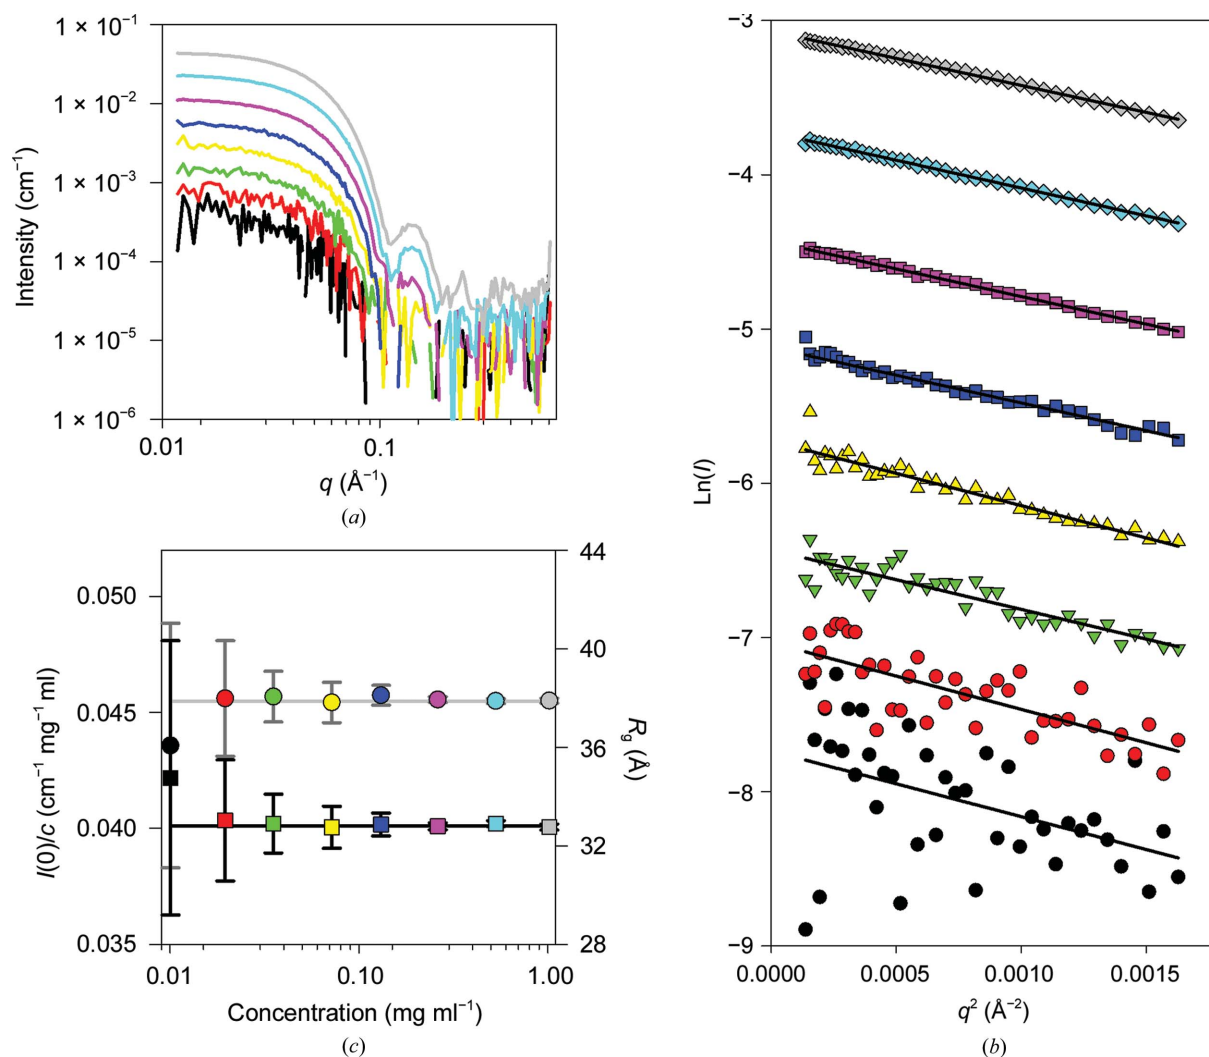 1 × 10⁻¹
1 × 10⁻²
1 × 10⁻³
1 × 10⁻⁴
1 × 10⁻⁵
1 × 10⁻⁶
Intensity (cm⁻¹)
0.01
0.1
q (Å⁻¹)
(a)
0.050
0.045
0.040
0.035
I(0)/c (cm⁻¹ mg⁻¹ ml)
44
40
36
32
28
Rg (Å)
0.01
0.10
1.00
Concentration (mg ml⁻¹)
(c)
−3
−4
−5
−6
−7
−8
−9
Ln(I)
0.0000
0.0005
0.0010
0.0015
q² (Å⁻²)
(b)